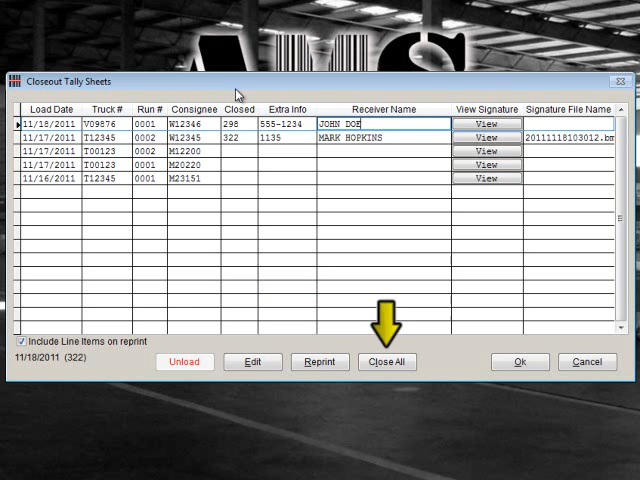 AMS
Closeout Tally Sheets
Load Date Truck # Run # Consignee Closed Extra Info Receiver Name View Signature Signature File Name
11/18/2011 V09876 0001 W12346 298 555-1234 JOHN DOE View
11/17/2011 T12345 0002 W12345 322 1135 MARK HOPKINS View 20111118103012.bm
11/17/2011 T00123 0002 M12200 View
11/17/2011 T00123 0001 M20220 View
11/16/2011 T12345 0001 M23151 View
Include Line Items on reprint
11/18/2011 (322) Unload Edit Reprint Close All Ok Cancel